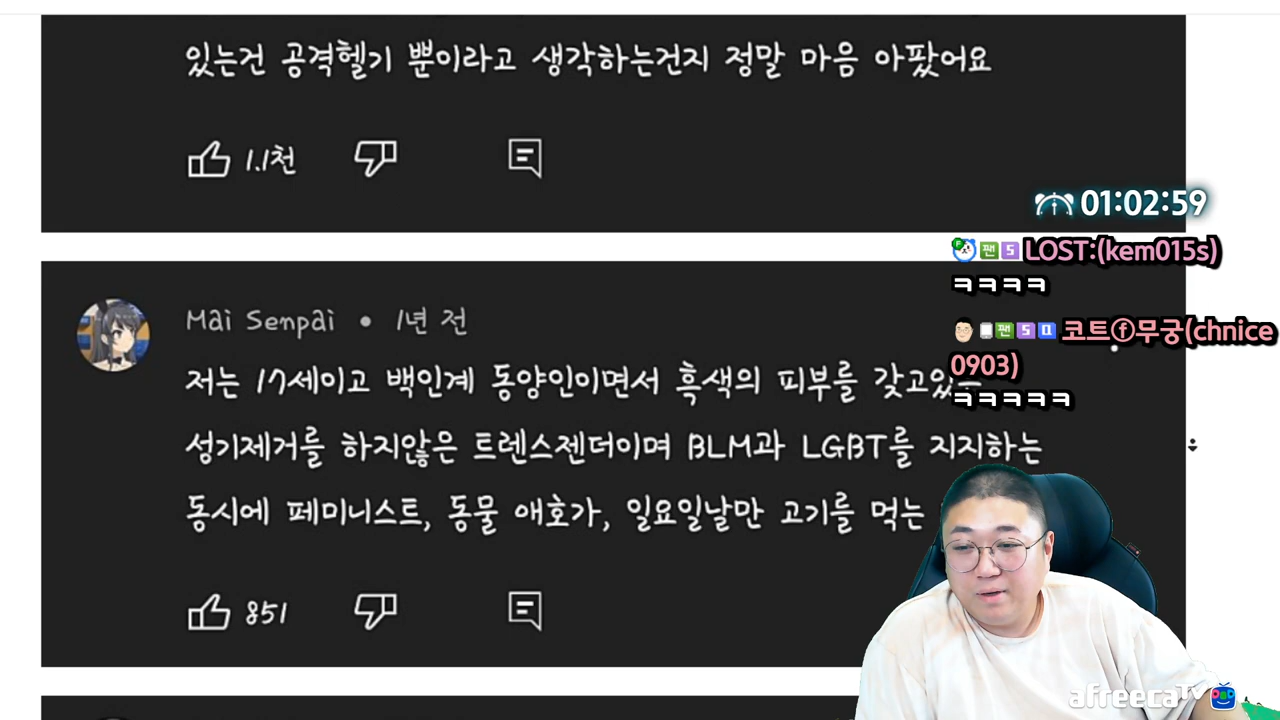 있는건 공격헬기 뿐이라고 생각하는건지 정말 마음 아팠어요
1.1천
01:02:59
팬 5 LOST:(kem015s)
ㅋㅋㅋㅋ
Mai Senpai • 1년 전
팬 5 코트ⓕ무궁(chnice
0903)
ㅋㅋㅋㅋㅋ
저는 17세이고 백인계 동양인이면서 흑색의 피부를 갖고있
성기제거를 하지않은 트렌스젠더이며 BLM과 LGBT를 지지하는
동시에 페미니스트, 동물 애호가, 일요일날만 고기를 먹는
851
afreecaTV